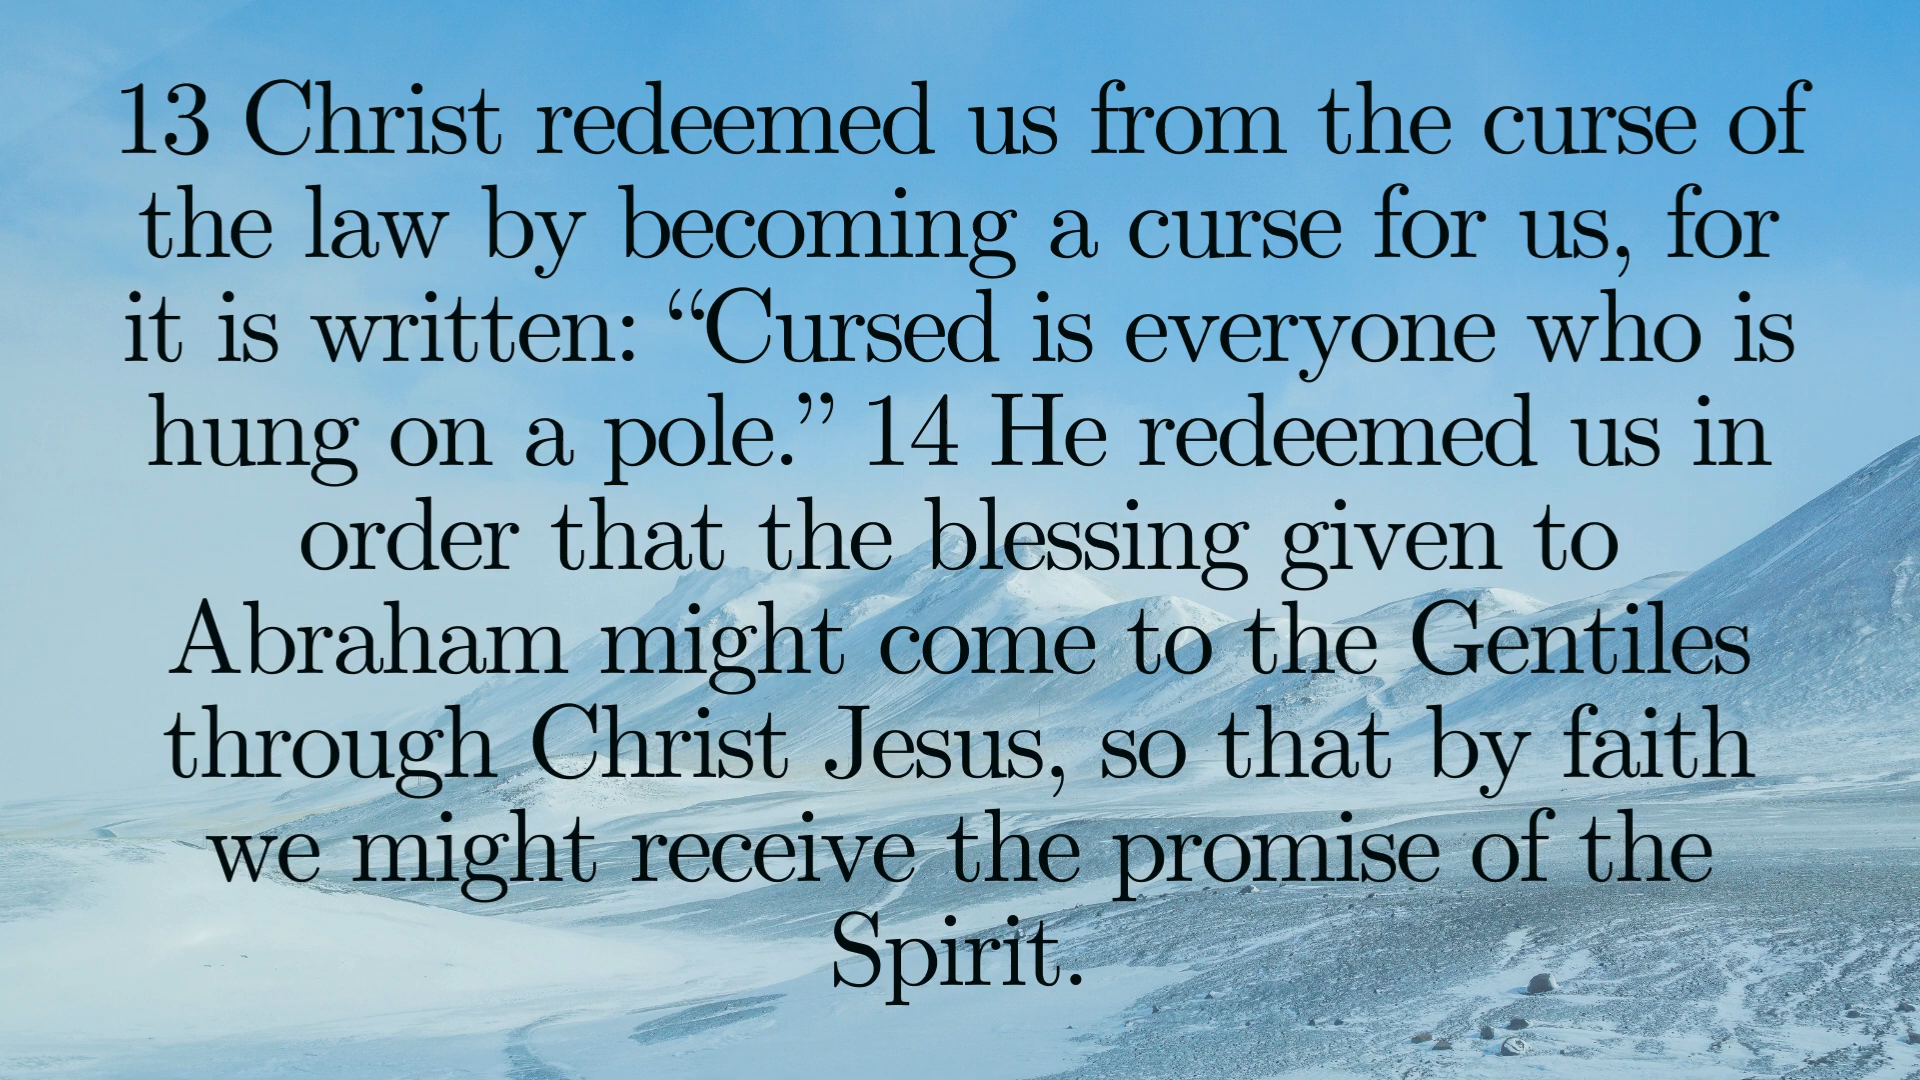 13 Christ redeemed us from the curse of
the law by becoming a curse for us, for
it is written: “Cursed is everyone who is
hung on a pole.” 14 He redeemed us in
order that the blessing given to
Abraham might come to the Gentiles
through Christ Jesus, so that by faith
we might receive the promise of the
Spirit.